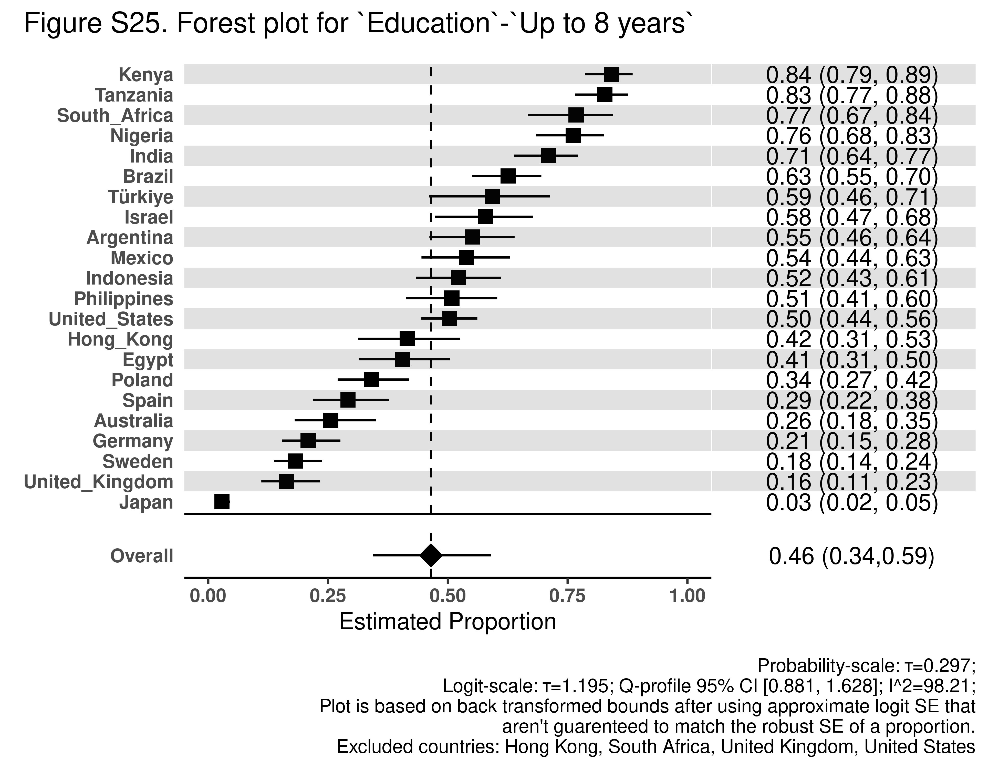 Figure S25. Forest plot for `Education`-`Up to 8 years`
Kenya 0.84 (0.79, 0.89)
Tanzania 0.83 (0.77, 0.88)
South_Africa 0.77 (0.67, 0.84)
Nigeria 0.76 (0.68, 0.83)
India 0.71 (0.64, 0.77)
Brazil 0.63 (0.55, 0.70)
Türkiye 0.59 (0.46, 0.71)
Israel 0.58 (0.47, 0.68)
Argentina 0.55 (0.46, 0.64)
Mexico 0.54 (0.44, 0.63)
Indonesia 0.52 (0.43, 0.61)
Philippines 0.51 (0.41, 0.60)
United_States 0.50 (0.44, 0.56)
Hong_Kong 0.42 (0.31, 0.53)
Egypt 0.41 (0.31, 0.50)
Poland 0.34 (0.27, 0.42)
Spain 0.29 (0.22, 0.38)
Australia 0.26 (0.18, 0.35)
Germany 0.21 (0.15, 0.28)
Sweden 0.18 (0.14, 0.24)
United_Kingdom 0.16 (0.11, 0.23)
Japan 0.03 (0.02, 0.05)
Overall 0.46 (0.34,0.59)
0.00 0.25 0.50 0.75 1.00
Estimated Proportion
Probability-scale: τ=0.297;
Logit-scale: τ=1.195; Q-profile 95% CI [0.881, 1.628]; I^2=98.21;
Plot is based on back transformed bounds after using approximate logit SE that
aren't guarenteed to match the robust SE of a proportion.
Excluded countries: Hong Kong, South Africa, United Kingdom, United States